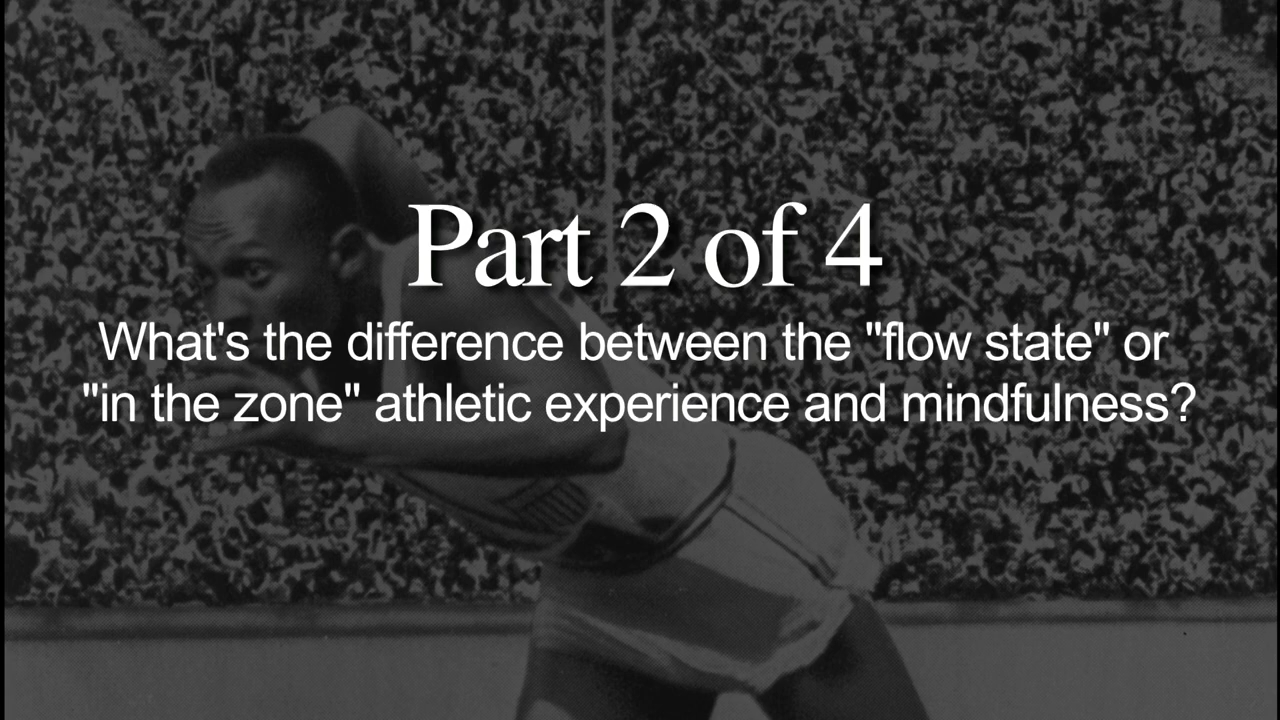 Part 2 of 4
What's the difference between the "flow state" or
"in the zone" athletic experience and mindfulness?